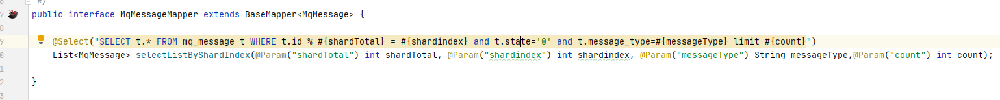 */
public interface MqMessageMapper extends BaseMapper<MqMessage> {
@Select("SELECT t.* FROM mq_message t WHERE t.id % #{shardTotal} = #{shardindex} and t.state='0' and t.message_type=#{messageType} limit #{count}")
List<MqMessage> selectListByShardIndex(@Param("shardTotal") int shardTotal, @Param("shardindex") int shardindex, @Param("messageType") String messageType,@Param("count") int count);
}